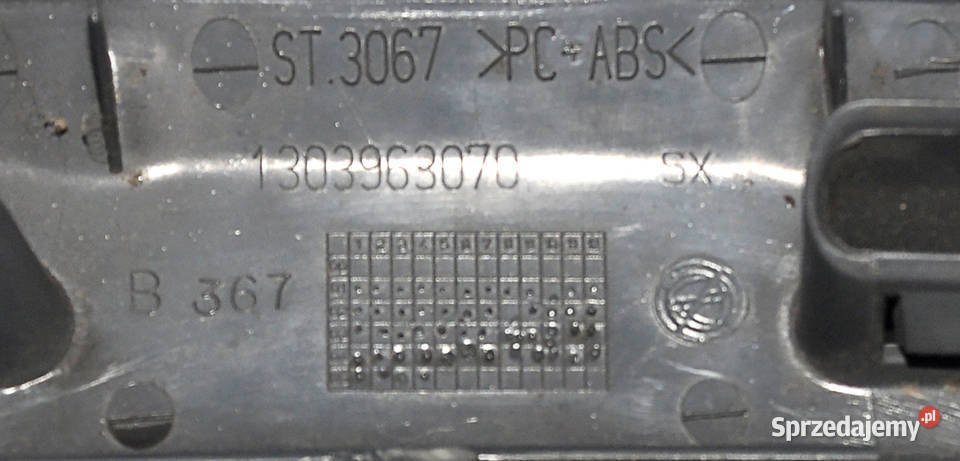 ST.3067 >PC+ABS<
1303963070 SX
1 2 3 4 5 6 7 8 9 10 11 12
B 367
Sprzedajemy.pl